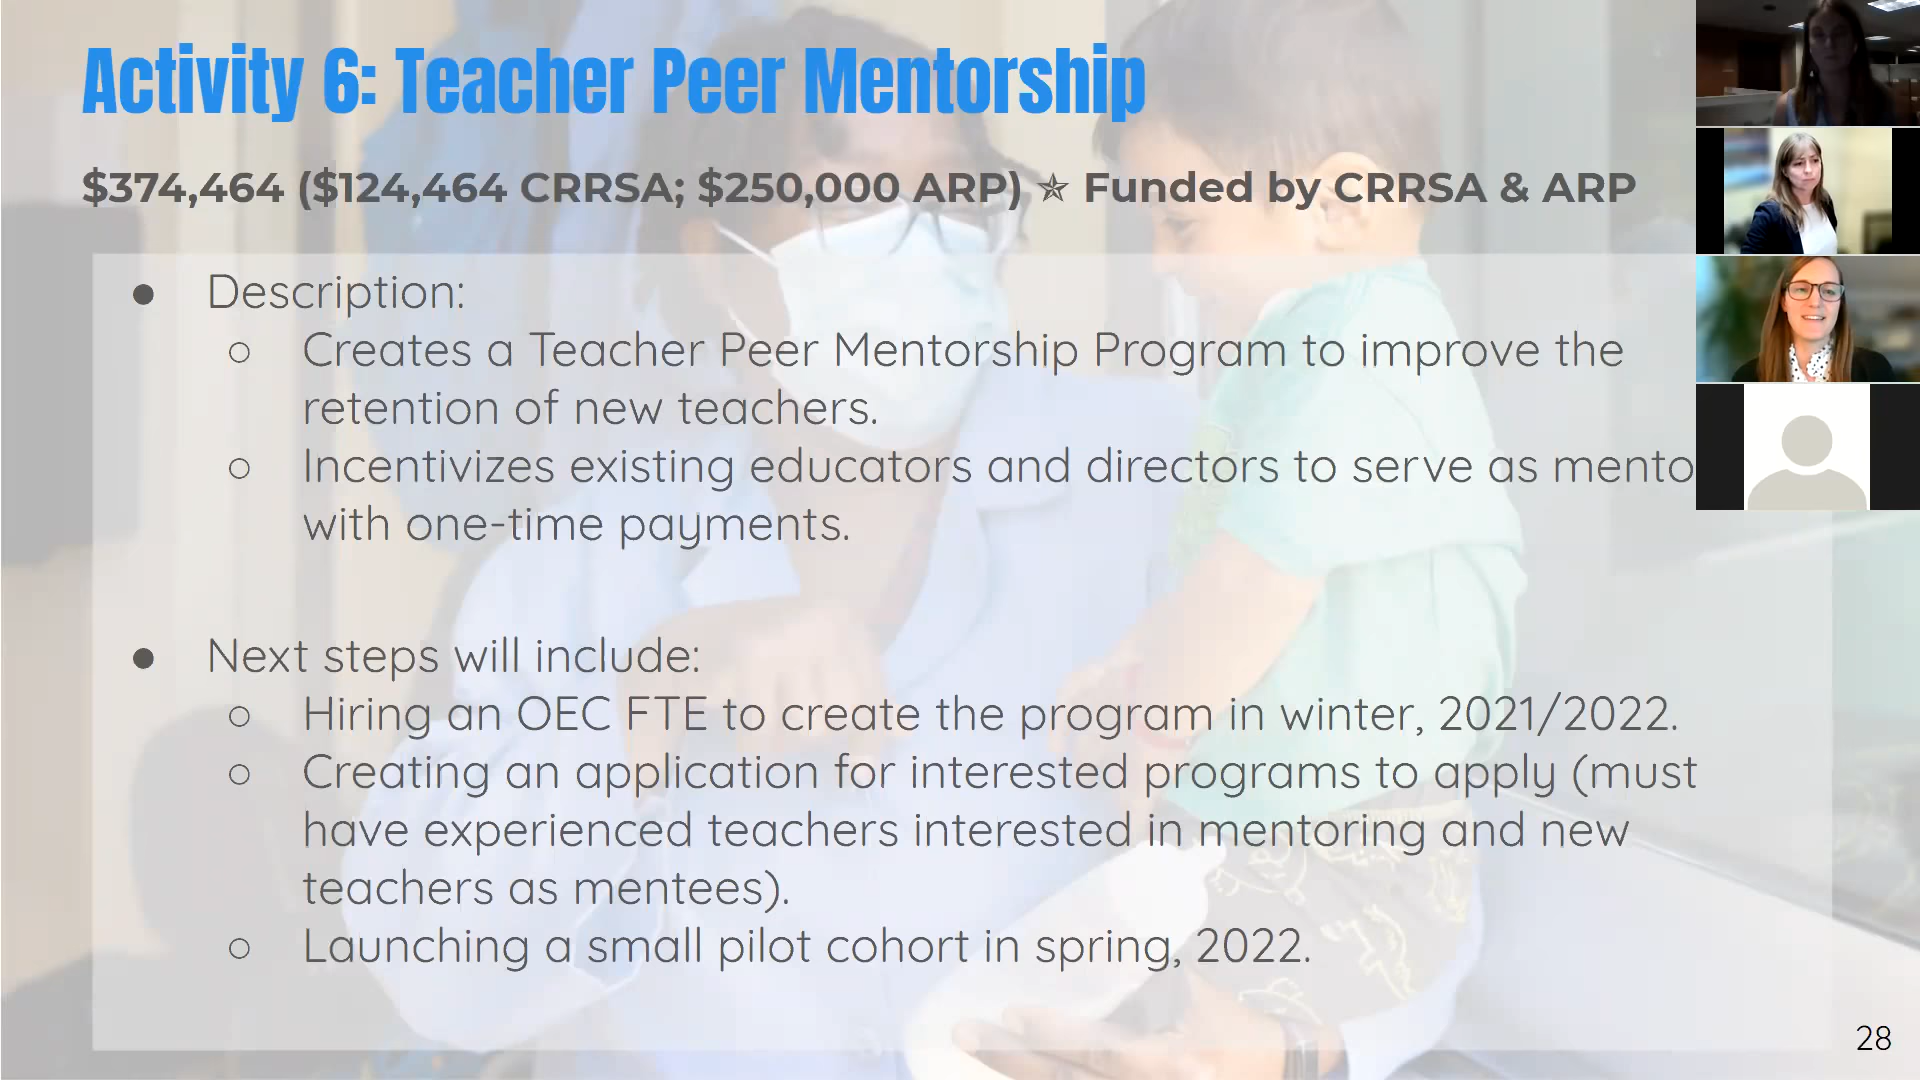 Activity 6: Teacher Peer Mentorship
$374,464 ($124,464 CRRSA; $250,000 ARP) ✯ Funded by CRRSA & ARP
● Description:
○ Creates a Teacher Peer Mentorship Program to improve the
retention of new teachers.
○ Incentivizes existing educators and directors to serve as mento
with one-time payments.
● Next steps will include:
○ Hiring an OEC FTE to create the program in winter, 2021/2022.
○ Creating an application for interested programs to apply (must
have experienced teachers interested in mentoring and new
teachers as mentees).
○ Launching a small pilot cohort in spring, 2022.
28